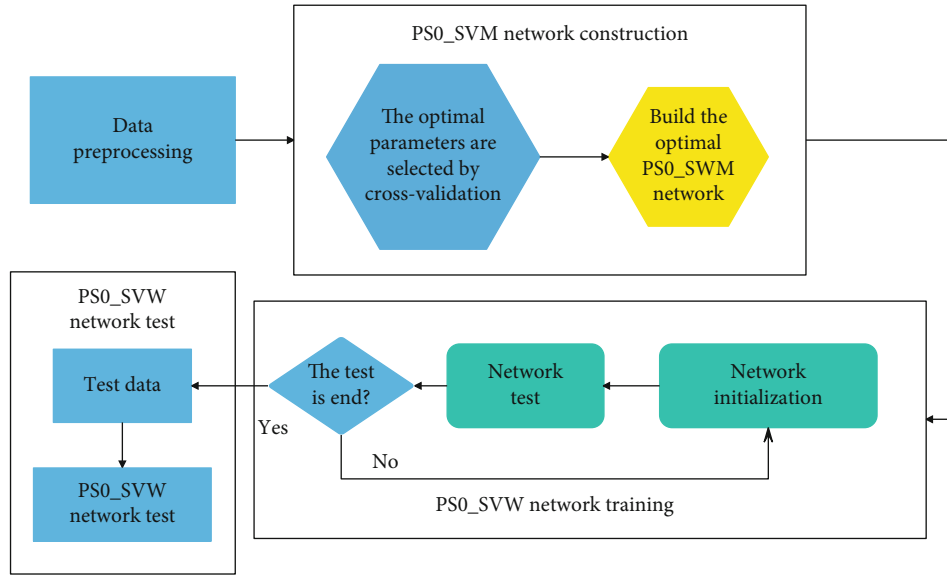 PS0_SVM network construction
Data
preprocessing
The optimal
parameters are
selected by
cross-validation
Build the
optimal
PS0_SWM
network
PS0_SVW
network test
Test data
PS0_SVW
network test
The test
is end?
Yes
No
Network
test
Network
initialization
PS0_SVW network training